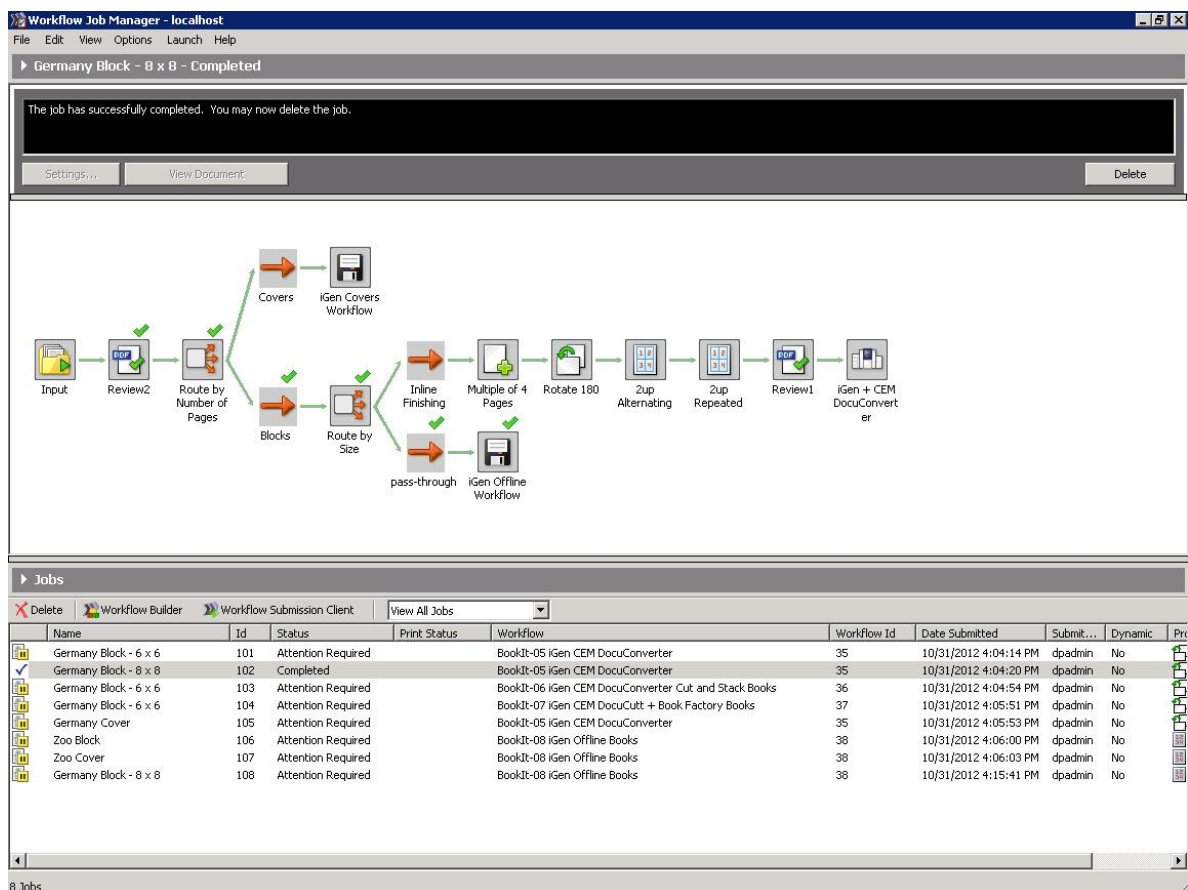 Workflow Job Manager - localhost
File Edit View Options Launch Help
Germany Block - 8 x 8 - Completed
The job has successfully completed. You may now delete the job.
Settings... View Document Delete
Covers
iGen Covers
Workflow
Input
Review2
Route by
Number of
Pages
Blocks
Route by
Size
Inline
Finishing
Multiple of 4
Pages
Rotate 180
2up
Alternating
2up
Repeated
Review1
iGen + CEM
DocuConvert
er
pass-through
iGen Offline
Workflow
Jobs
Delete Workflow Builder Workflow Submission Client View All Jobs
Name Id Status Print Status Workflow Workflow Id Date Submitted Submit... Dynamic Pro
Germany Block - 6 x 6 101 Attention Required BookIt-05 iGen CEM DocuConverter 35 10/31/2012 4:04:14 PM dpadmin No
Germany Block - 8 x 8 102 Completed BookIt-05 iGen CEM DocuConverter 35 10/31/2012 4:04:20 PM dpadmin No
Germany Block - 6 x 6 103 Attention Required BookIt-06 iGen CEM DocuConverter Cut and Stack Books 36 10/31/2012 4:04:54 PM dpadmin No
Germany Block - 6 x 6 104 Attention Required BookIt-07 iGen CEM DocuCutt + Book Factory Books 37 10/31/2012 4:05:51 PM dpadmin No
Germany Cover 105 Attention Required BookIt-05 iGen CEM DocuConverter 35 10/31/2012 4:05:53 PM dpadmin No
Zoo Block 106 Attention Required BookIt-08 iGen Offline Books 38 10/31/2012 4:06:00 PM dpadmin No
Zoo Cover 107 Attention Required BookIt-08 iGen Offline Books 38 10/31/2012 4:06:03 PM dpadmin No
Germany Block - 8 x 8 108 Attention Required BookIt-08 iGen Offline Books 38 10/31/2012 4:15:41 PM dpadmin No
8 Jobs